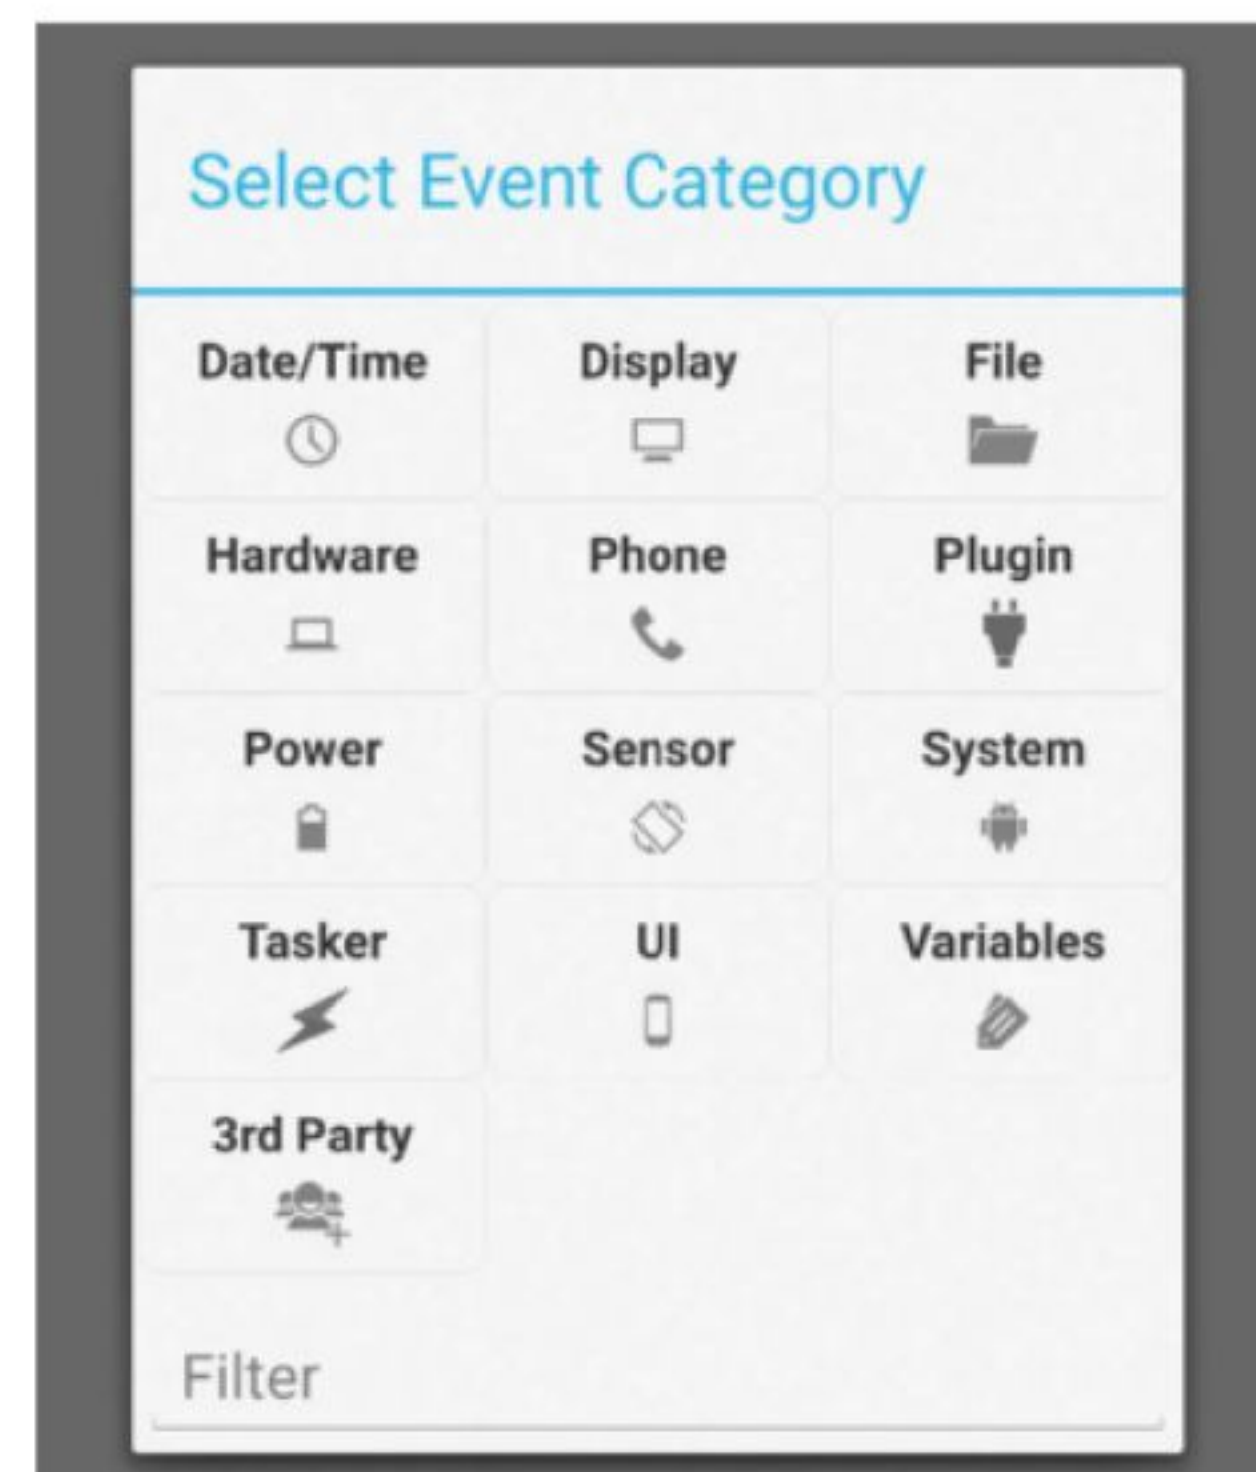 Select Event Category
Date/Time Display File
Hardware Phone Plugin
Power Sensor System
Tasker UI Variables
3rd Party
Filter